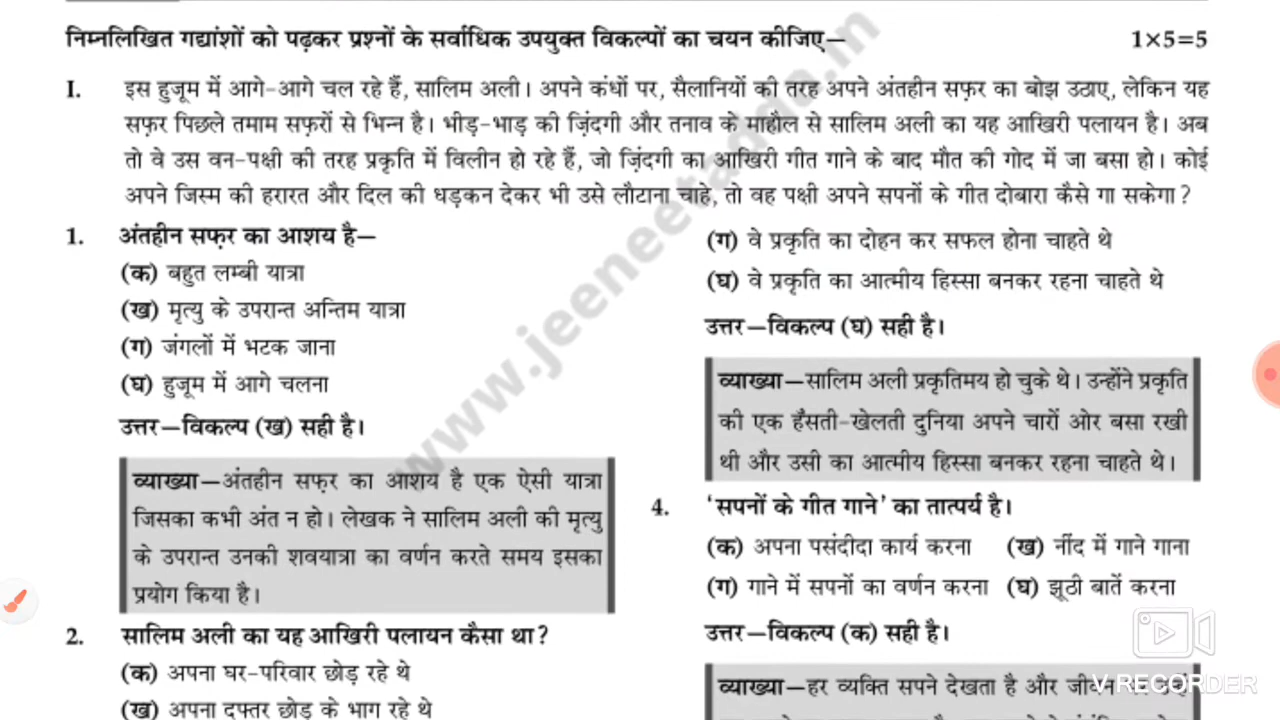 निम्नलिखित गद्यांशों को पढ़कर प्रश्नों के सर्वाधिक उपयुक्त विकल्पों का चयन कीजिए— 1×5=5
I. इस हुजूम में आगे-आगे चल रहे हैं, सालिम अली। अपने कंधों पर, सैलानियों की तरह अपने अंतहीन सफ़र का बोझ उठाए, लेकिन यह
सफ़र पिछले तमाम सफ़रों से भिन्न है। भीड़-भाड़ की ज़िंदगी और तनाव के माहौल से सालिम अली का यह आखिरी पलायन है। अब
तो वे उस वन-पक्षी की तरह प्रकृति में विलीन हो रहे हैं, जो ज़िंदगी का आखिरी गीत गाने के बाद मौत की गोद में जा बसा हो। कोई
अपने जिस्म की हरारत और दिल की धड़कन देकर भी उसे लौटाना चाहे, तो वह पक्षी अपने सपनों के गीत दोबारा कैसे गा सकेगा?
1. अंतहीन सफ़र का आशय है—
(क) बहुत लम्बी यात्रा
(ख) मृत्यु के उपरान्त अन्तिम यात्रा
(ग) जंगलों में भटक जाना
(घ) हुजूम में आगे चलना
उत्तर—विकल्प (ख) सही है।
व्याख्या—अंतहीन सफ़र का आशय है एक ऐसी यात्रा
जिसका कभी अंत न हो। लेखक ने सालिम अली की मृत्यु
के उपरान्त उनकी शवयात्रा का वर्णन करते समय इसका
प्रयोग किया है।
2. सालिम अली का यह आखिरी पलायन कैसा था?
(क) अपना घर-परिवार छोड़ रहे थे
(ख) अपना दफ्तर छोड़ के भाग रहे थे
(ग) वे प्रकृति का दोहन कर सफल होना चाहते थे
(घ) वे प्रकृति का आत्मीय हिस्सा बनकर रहना चाहते थे
उत्तर—विकल्प (घ) सही है।
व्याख्या—सालिम अली प्रकृतिमय हो चुके थे। उन्होंने प्रकृति
की एक हँसती-खेलती दुनिया अपने चारों ओर बसा रखी
थी और उसी का आत्मीय हिस्सा बनकर रहना चाहते थे।
4. 'सपनों के गीत गाने' का तात्पर्य है।
(क) अपना पसंदीदा कार्य करना (ख) नींद में गाने गाना
(ग) गाने में सपनों का वर्णन करना (घ) झूठी बातें करना
उत्तर—विकल्प (क) सही है।
व्याख्या—हर व्यक्ति सपने देखता है और जीवन
V RECORDER